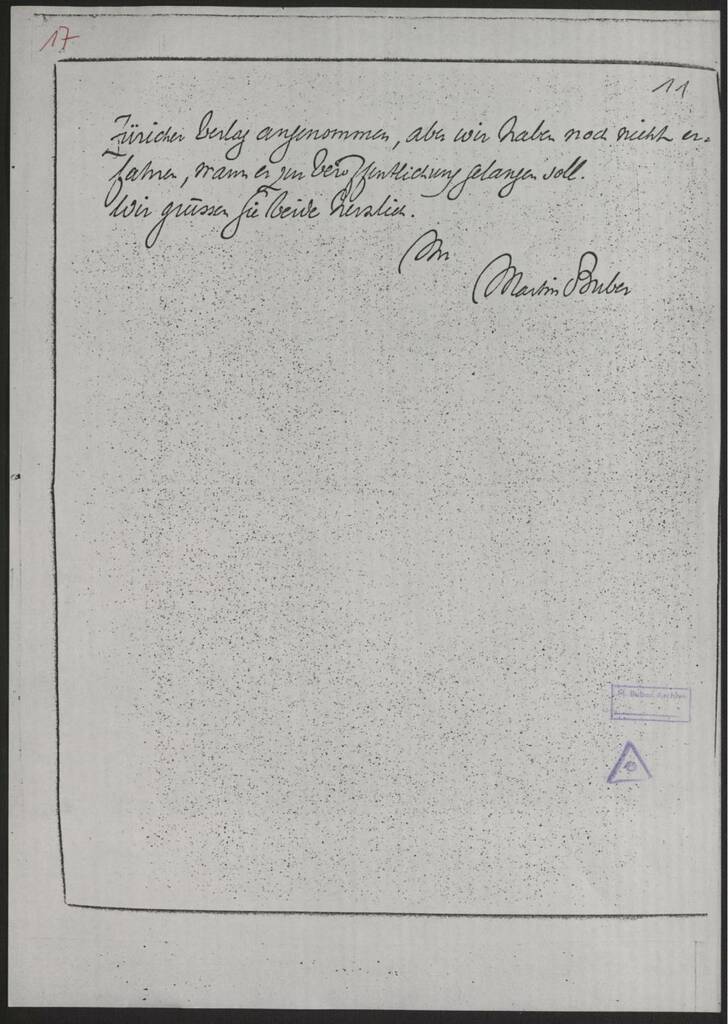 17
11
Züricher Verlag angenommen, aber wir haben noch nicht er-
fahren, wann er zur Veröffentlichung gelangen soll.
Wir grüssen Sie beide herzlich.
Ihr
Martin Buber